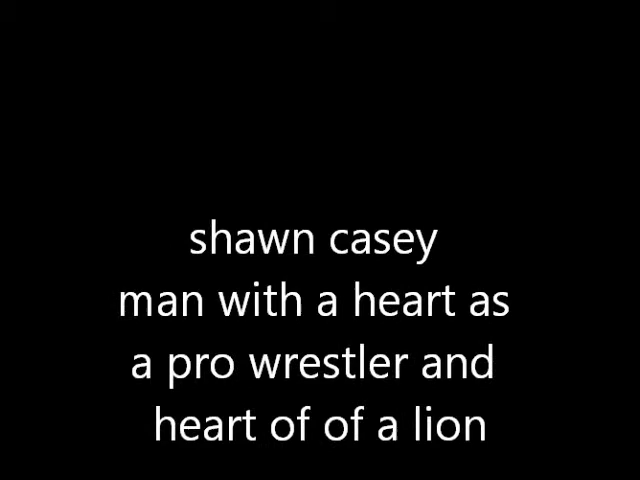 shawn casey
man with a heart as
a pro wrestler and
heart of of a lion